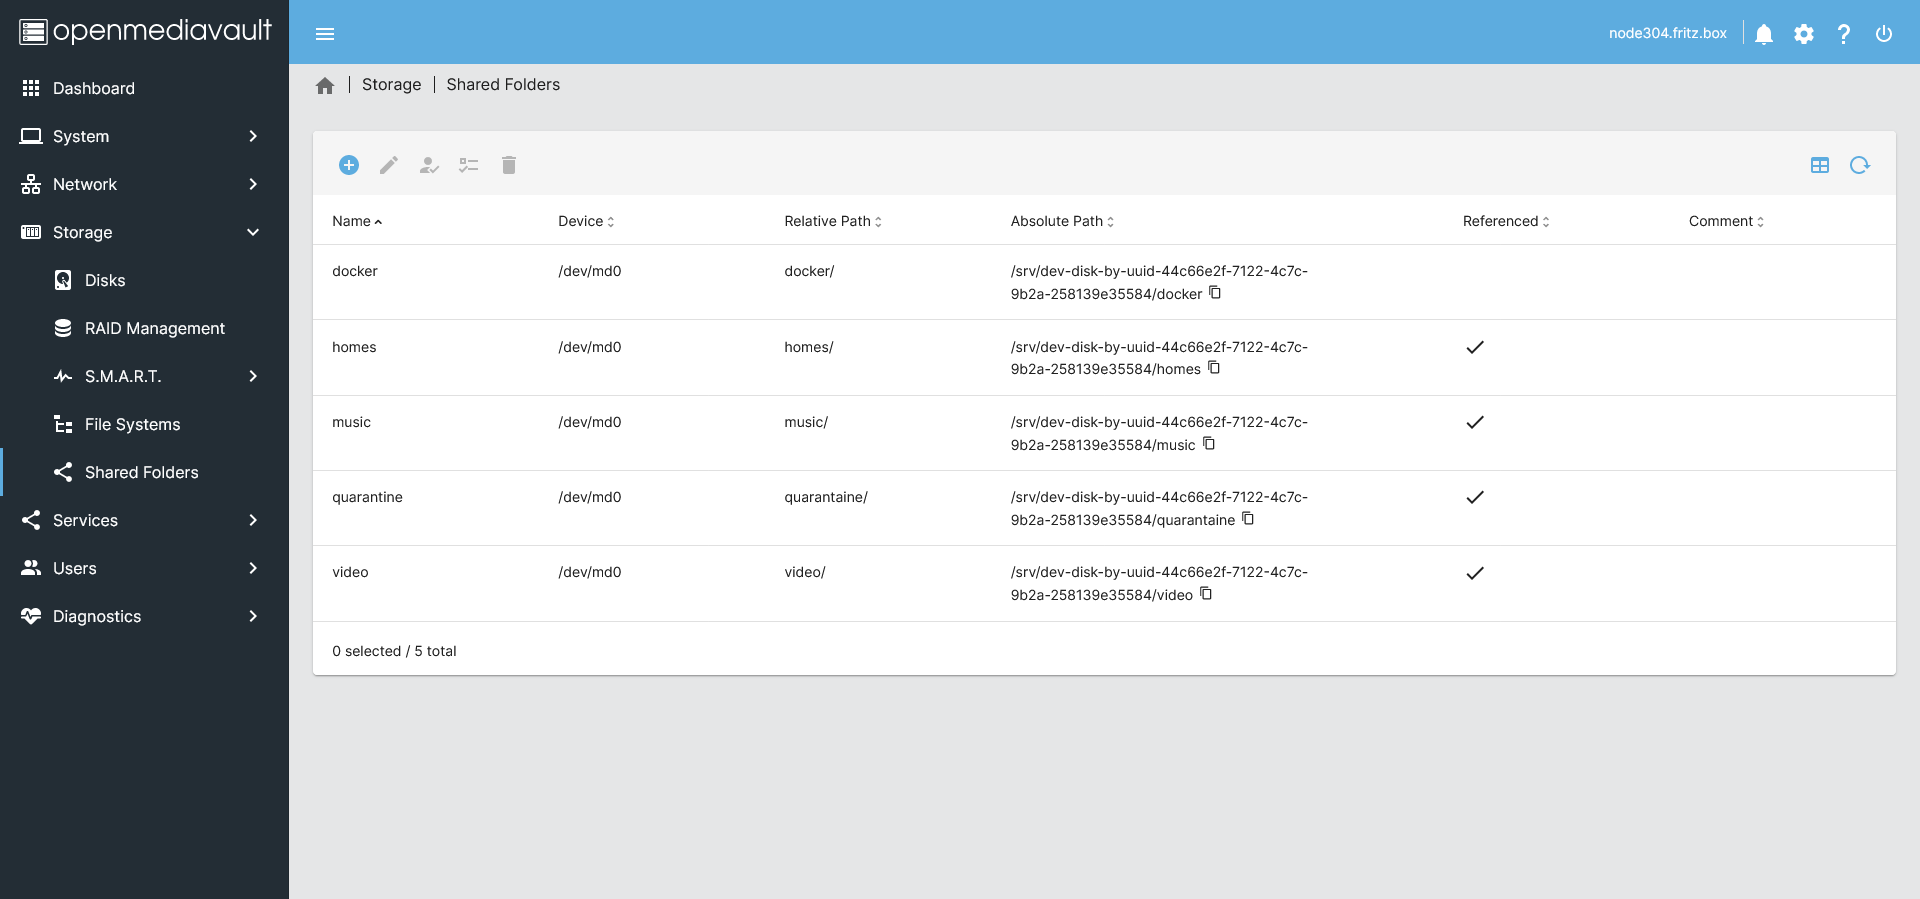 openmediavault
node304.fritz.box
Dashboard
System
Network
Storage
Disks
RAID Management
S.M.A.R.T.
File Systems
Shared Folders
Services
Users
Diagnostics
Storage | Shared Folders
Name Device Relative Path Absolute Path Referenced Comment
docker /dev/md0 docker/ /srv/dev-disk-by-uuid-44c66e2f-7122-4c7c-
9b2a-258139e35584/docker
homes /dev/md0 homes/ /srv/dev-disk-by-uuid-44c66e2f-7122-4c7c-
9b2a-258139e35584/homes
music /dev/md0 music/ /srv/dev-disk-by-uuid-44c66e2f-7122-4c7c-
9b2a-258139e35584/music
quarantine /dev/md0 quarantaine/ /srv/dev-disk-by-uuid-44c66e2f-7122-4c7c-
9b2a-258139e35584/quarantaine
video /dev/md0 video/ /srv/dev-disk-by-uuid-44c66e2f-7122-4c7c-
9b2a-258139e35584/video
0 selected / 5 total